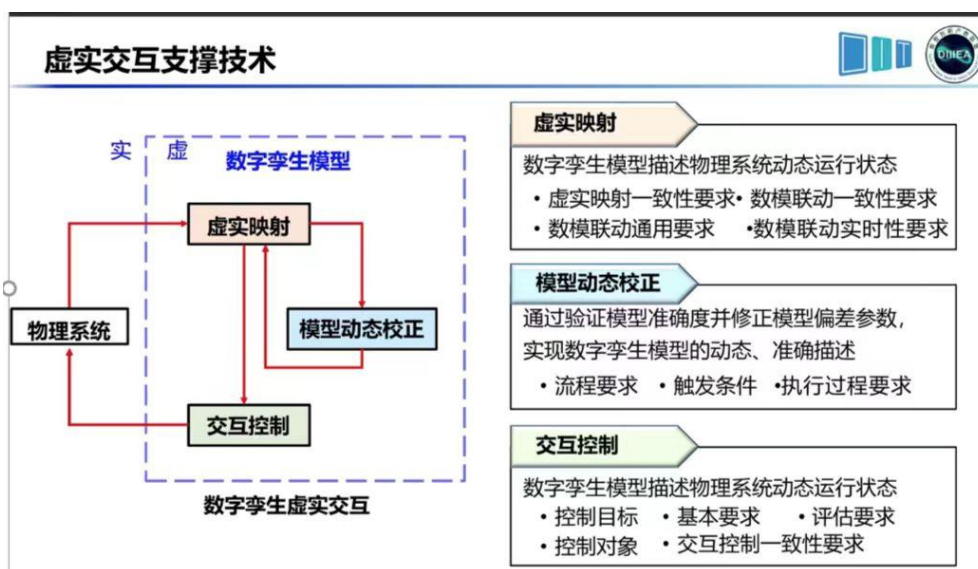 虚实交互支撑技术
DIIEA
实 虚
数字孪生模型
虚实映射
物理系统
模型动态校正
交互控制
数字孪生虚实交互
虚实映射
数字孪生模型描述物理系统动态运行状态
• 虚实映射一致性要求 • 数模联动一致性要求
• 数模联动通用要求 •数模联动实时性要求
模型动态校正
通过验证模型准确度并修正模型偏差参数，
实现数字孪生模型的动态、准确描述
• 流程要求 • 触发条件 •执行过程要求
交互控制
数字孪生模型描述物理系统动态运行状态
• 控制目标 • 基本要求 • 评估要求
• 控制对象 • 交互控制一致性要求